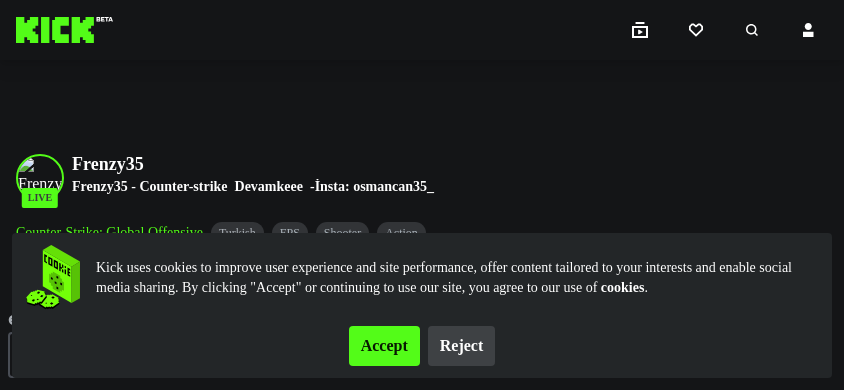 KICK BETA
Frenzy35
Frenzy
LIVE
Frenzy35 - Counter-strike Devamkeee -İnsta: osmancan35_
Counter-Strike: Global Offensive Turkish FPS Shooter Action
COOKIE
Kick uses cookies to improve user experience and site performance, offer content tailored to your interests and enable social
media sharing. By clicking "Accept" or continuing to use our site, you agree to our use of cookies.
Accept Reject